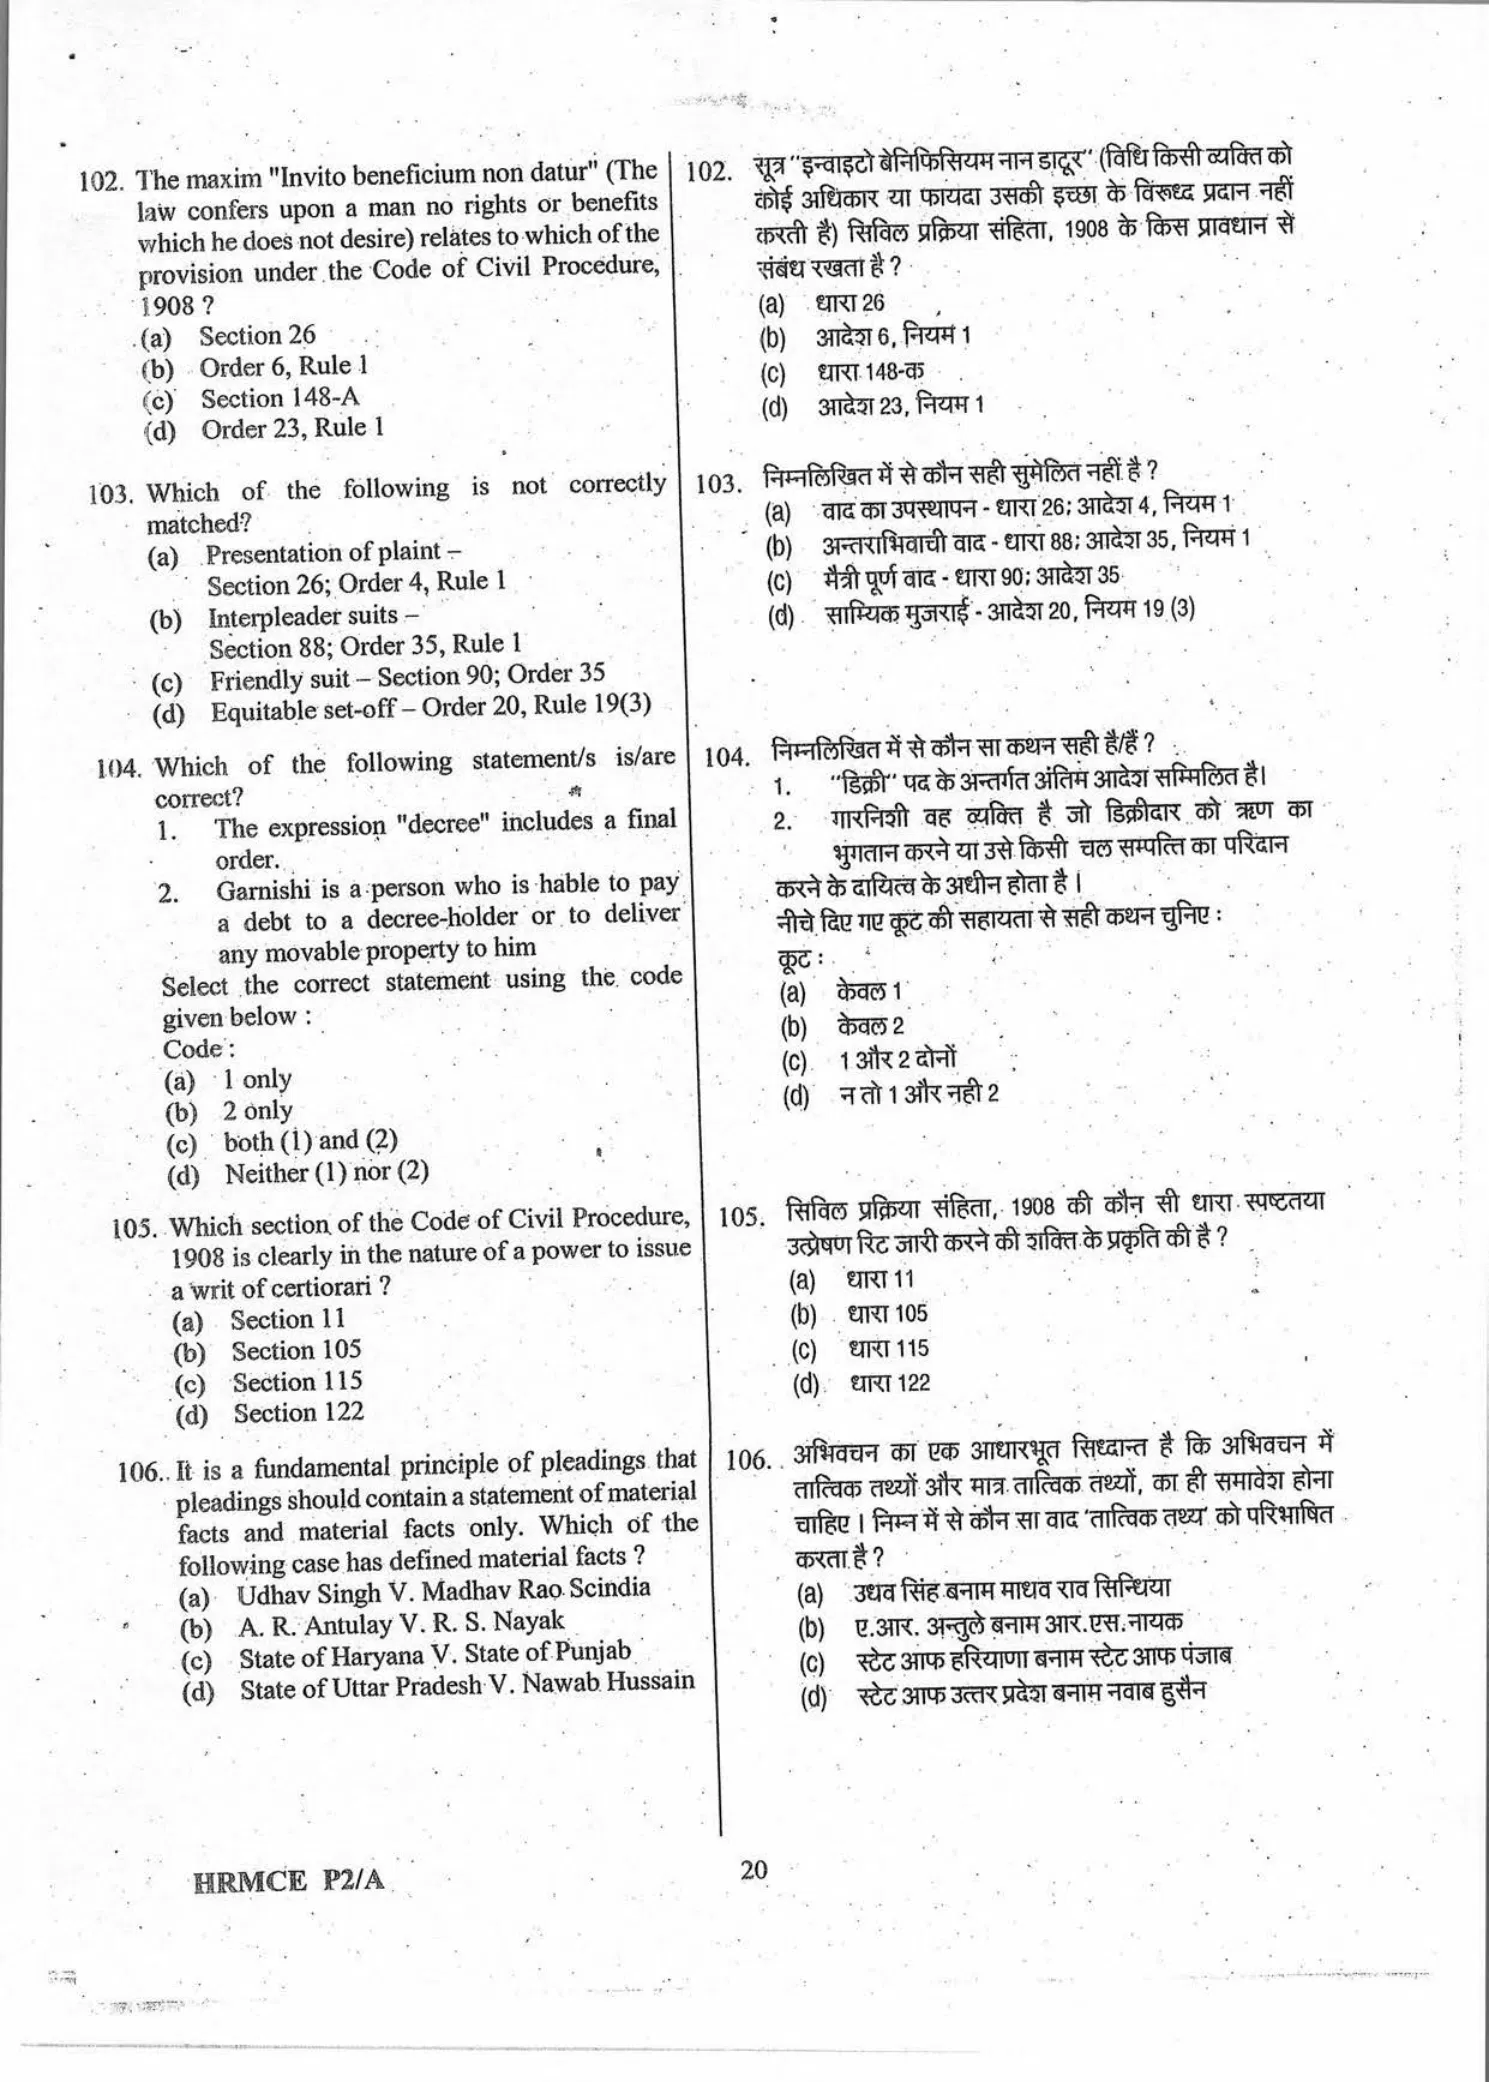 102. The maxim "Invito beneficium non datur" (The
law confers upon a man no rights or benefits
which he does not desire) relates to which of the
provision under the Code of Civil Procedure,
1908 ?
(a) Section 26
(b) Order 6, Rule 1
(c) Section 148-A
(d) Order 23, Rule 1
103. Which of the following is not correctly
matched?
(a) Presentation of plaint –
Section 26; Order 4, Rule 1
(b) Interpleader suits –
Section 88; Order 35, Rule 1
(c) Friendly suit – Section 90; Order 35
(d) Equitable set-off – Order 20, Rule 19(3)
104. Which of the following statement/s is/are
correct?
1. The expression "decree" includes a final
order.
2. Garnishi is a person who is hable to pay
a debt to a decree-holder or to deliver
any movable property to him
Select the correct statement using the code
given below :
Code :
(a) 1 only
(b) 2 only
(c) both (1) and (2)
(d) Neither (1) nor (2)
105. Which section of the Code of Civil Procedure,
1908 is clearly in the nature of a power to issue
a writ of certiorari ?
(a) Section 11
(b) Section 105
(c) Section 115
(d) Section 122
106. It is a fundamental principle of pleadings that
pleadings should contain a statement of material
facts and material facts only. Which of the
following case has defined material facts ?
(a) Udhav Singh V. Madhav Rao Scindia
(b) A. R. Antulay V. R. S. Nayak
(c) State of Haryana V. State of Punjab
(d) State of Uttar Pradesh V. Nawab Hussain
102. सूत्र "इन्वाइटो बेनिफिसियम नान डाटूर" (विधि किसी व्यक्ति को
कोई अधिकार या फायदा उसकी इच्छा के विरूध्द प्रदान नहीं
करती है) सिविल प्रक्रिया संहिता, 1908 के किस प्रावधान से
संबंध रखता है ?
(a) धारा 26
(b) आदेश 6, नियम 1
(c) धारा 148-क
(d) आदेश 23, नियम 1
103. निम्नलिखित में से कौन सही सुमेलित नहीं है ?
(a) वाद का उपस्थापन - धारा 26; आदेश 4, नियम 1
(b) अन्तराभिवाची वाद - धारा 88; आदेश 35, नियम 1
(c) मैत्री पूर्ण वाद - धारा 90; आदेश 35
(d) साम्यिक मुजराई - आदेश 20, नियम 19 (3)
104. निम्नलिखित में से कौन सा कथन सही है/हैं ?
1. "डिक्री" पद के अन्तर्गत अंतिम आदेश सम्मिलित है।
2. गारनिशी वह व्यक्ति है जो डिक्रीदार को ऋण का
भुगतान करने या उसे किसी चल सम्पत्ति का परिदान
करने के दायित्व के अधीन होता है ।
नीचे दिए गए कूट की सहायता से सही कथन चुनिए :
कूट :
(a) केवल 1
(b) केवल 2
(c) 1 और 2 दोनों
(d) न तो 1 और नही 2
105. सिविल प्रक्रिया संहिता, 1908 की कौन सी धारा स्पष्टतया
उत्प्रेषण रिट जारी करने की शक्ति के प्रकृति की है ?
(a) धारा 11
(b) धारा 105
(c) धारा 115
(d) धारा 122
106. अभिवचन का एक आधारभूत सिध्दान्त है कि अभिवचन में
तात्विक तथ्यों और मात्र तात्विक तथ्यों, का ही समावेश होना
चाहिए । निम्न में से कौन सा वाद 'तात्विक तथ्य' को परिभाषित
करता है ?
(a) उधव सिंह बनाम माधव राव सिन्धिया
(b) ए.आर. अन्तुले बनाम आर.एस.नायक
(c) स्टेट आफ हरियाणा बनाम स्टेट आफ पंजाब
(d) स्टेट आफ उत्तर प्रदेश बनाम नवाब हुसैन
HRMCE P2/A
20